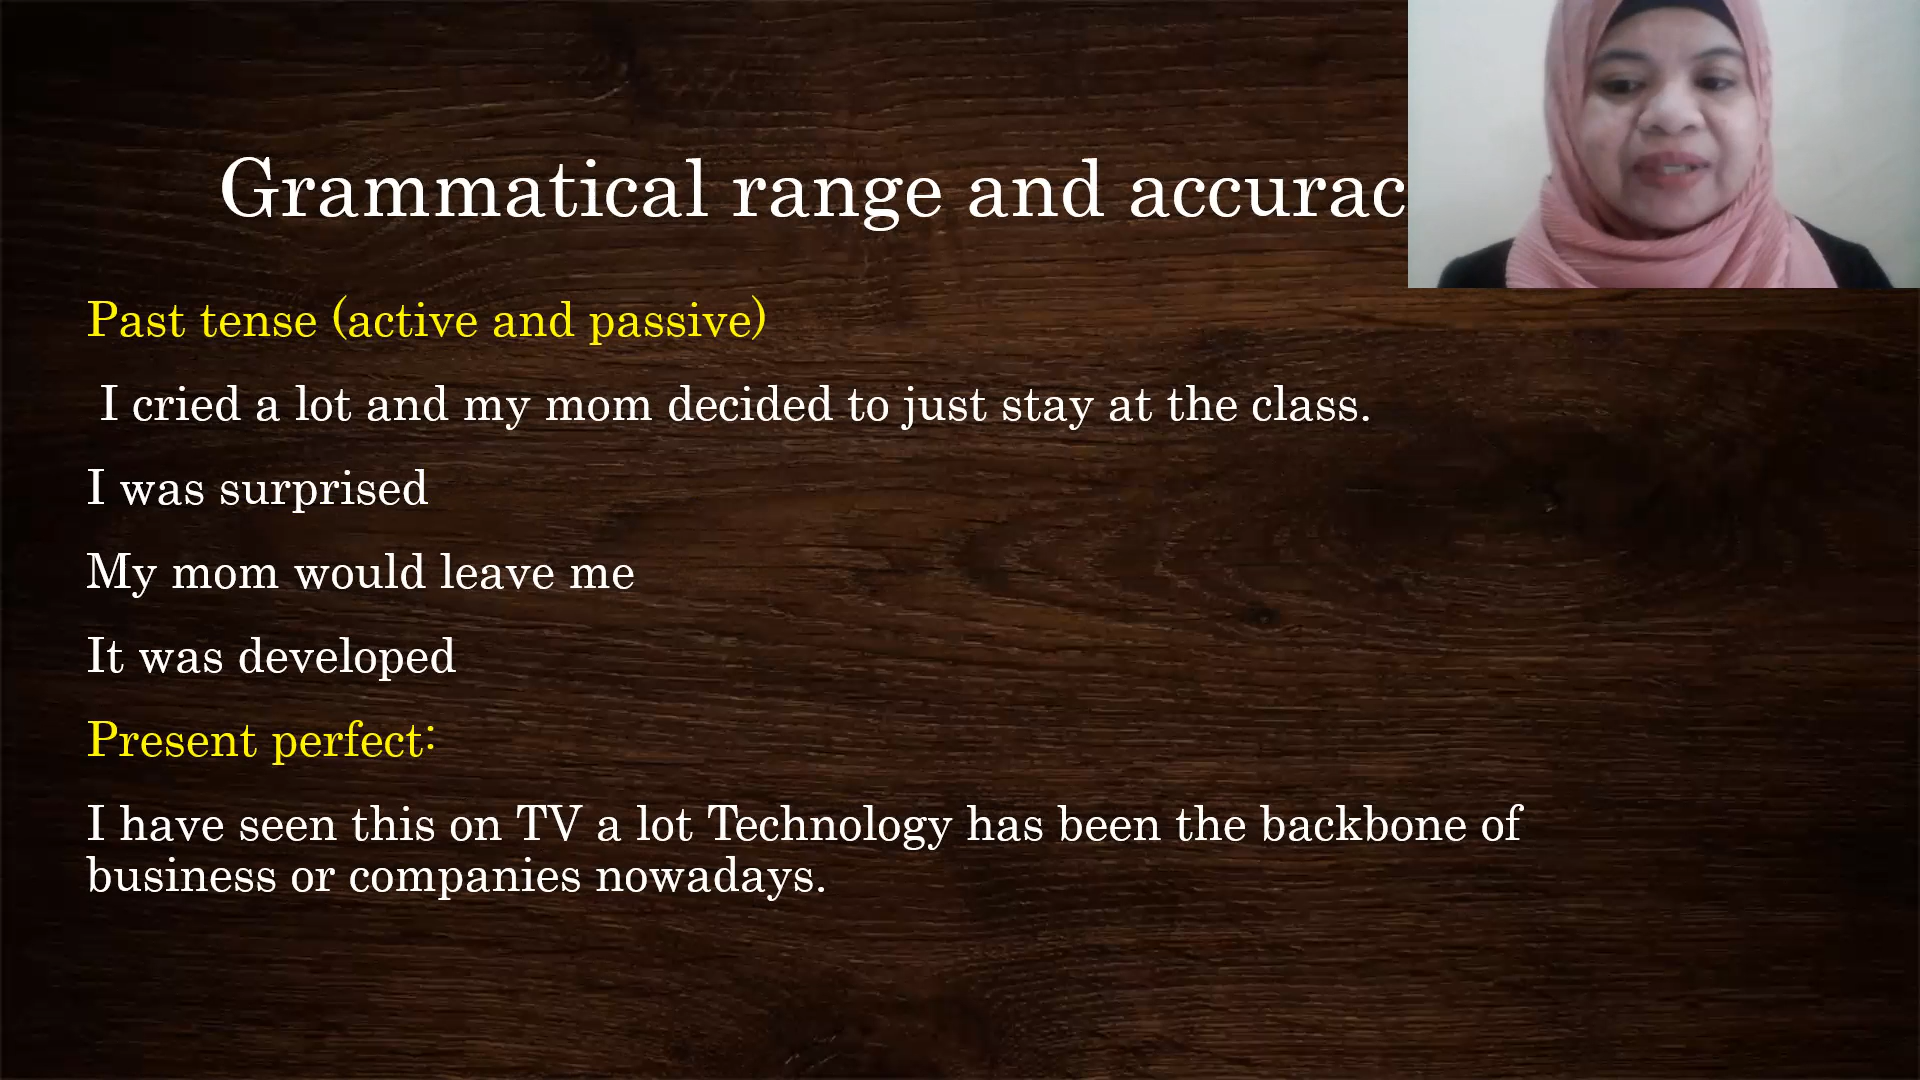 Grammatical range and accurac
Past tense (active and passive)
I cried a lot and my mom decided to just stay at the class.
I was surprised
My mom would leave me
It was developed
Present perfect:
I have seen this on TV a lot Technology has been the backbone of
business or companies nowadays.